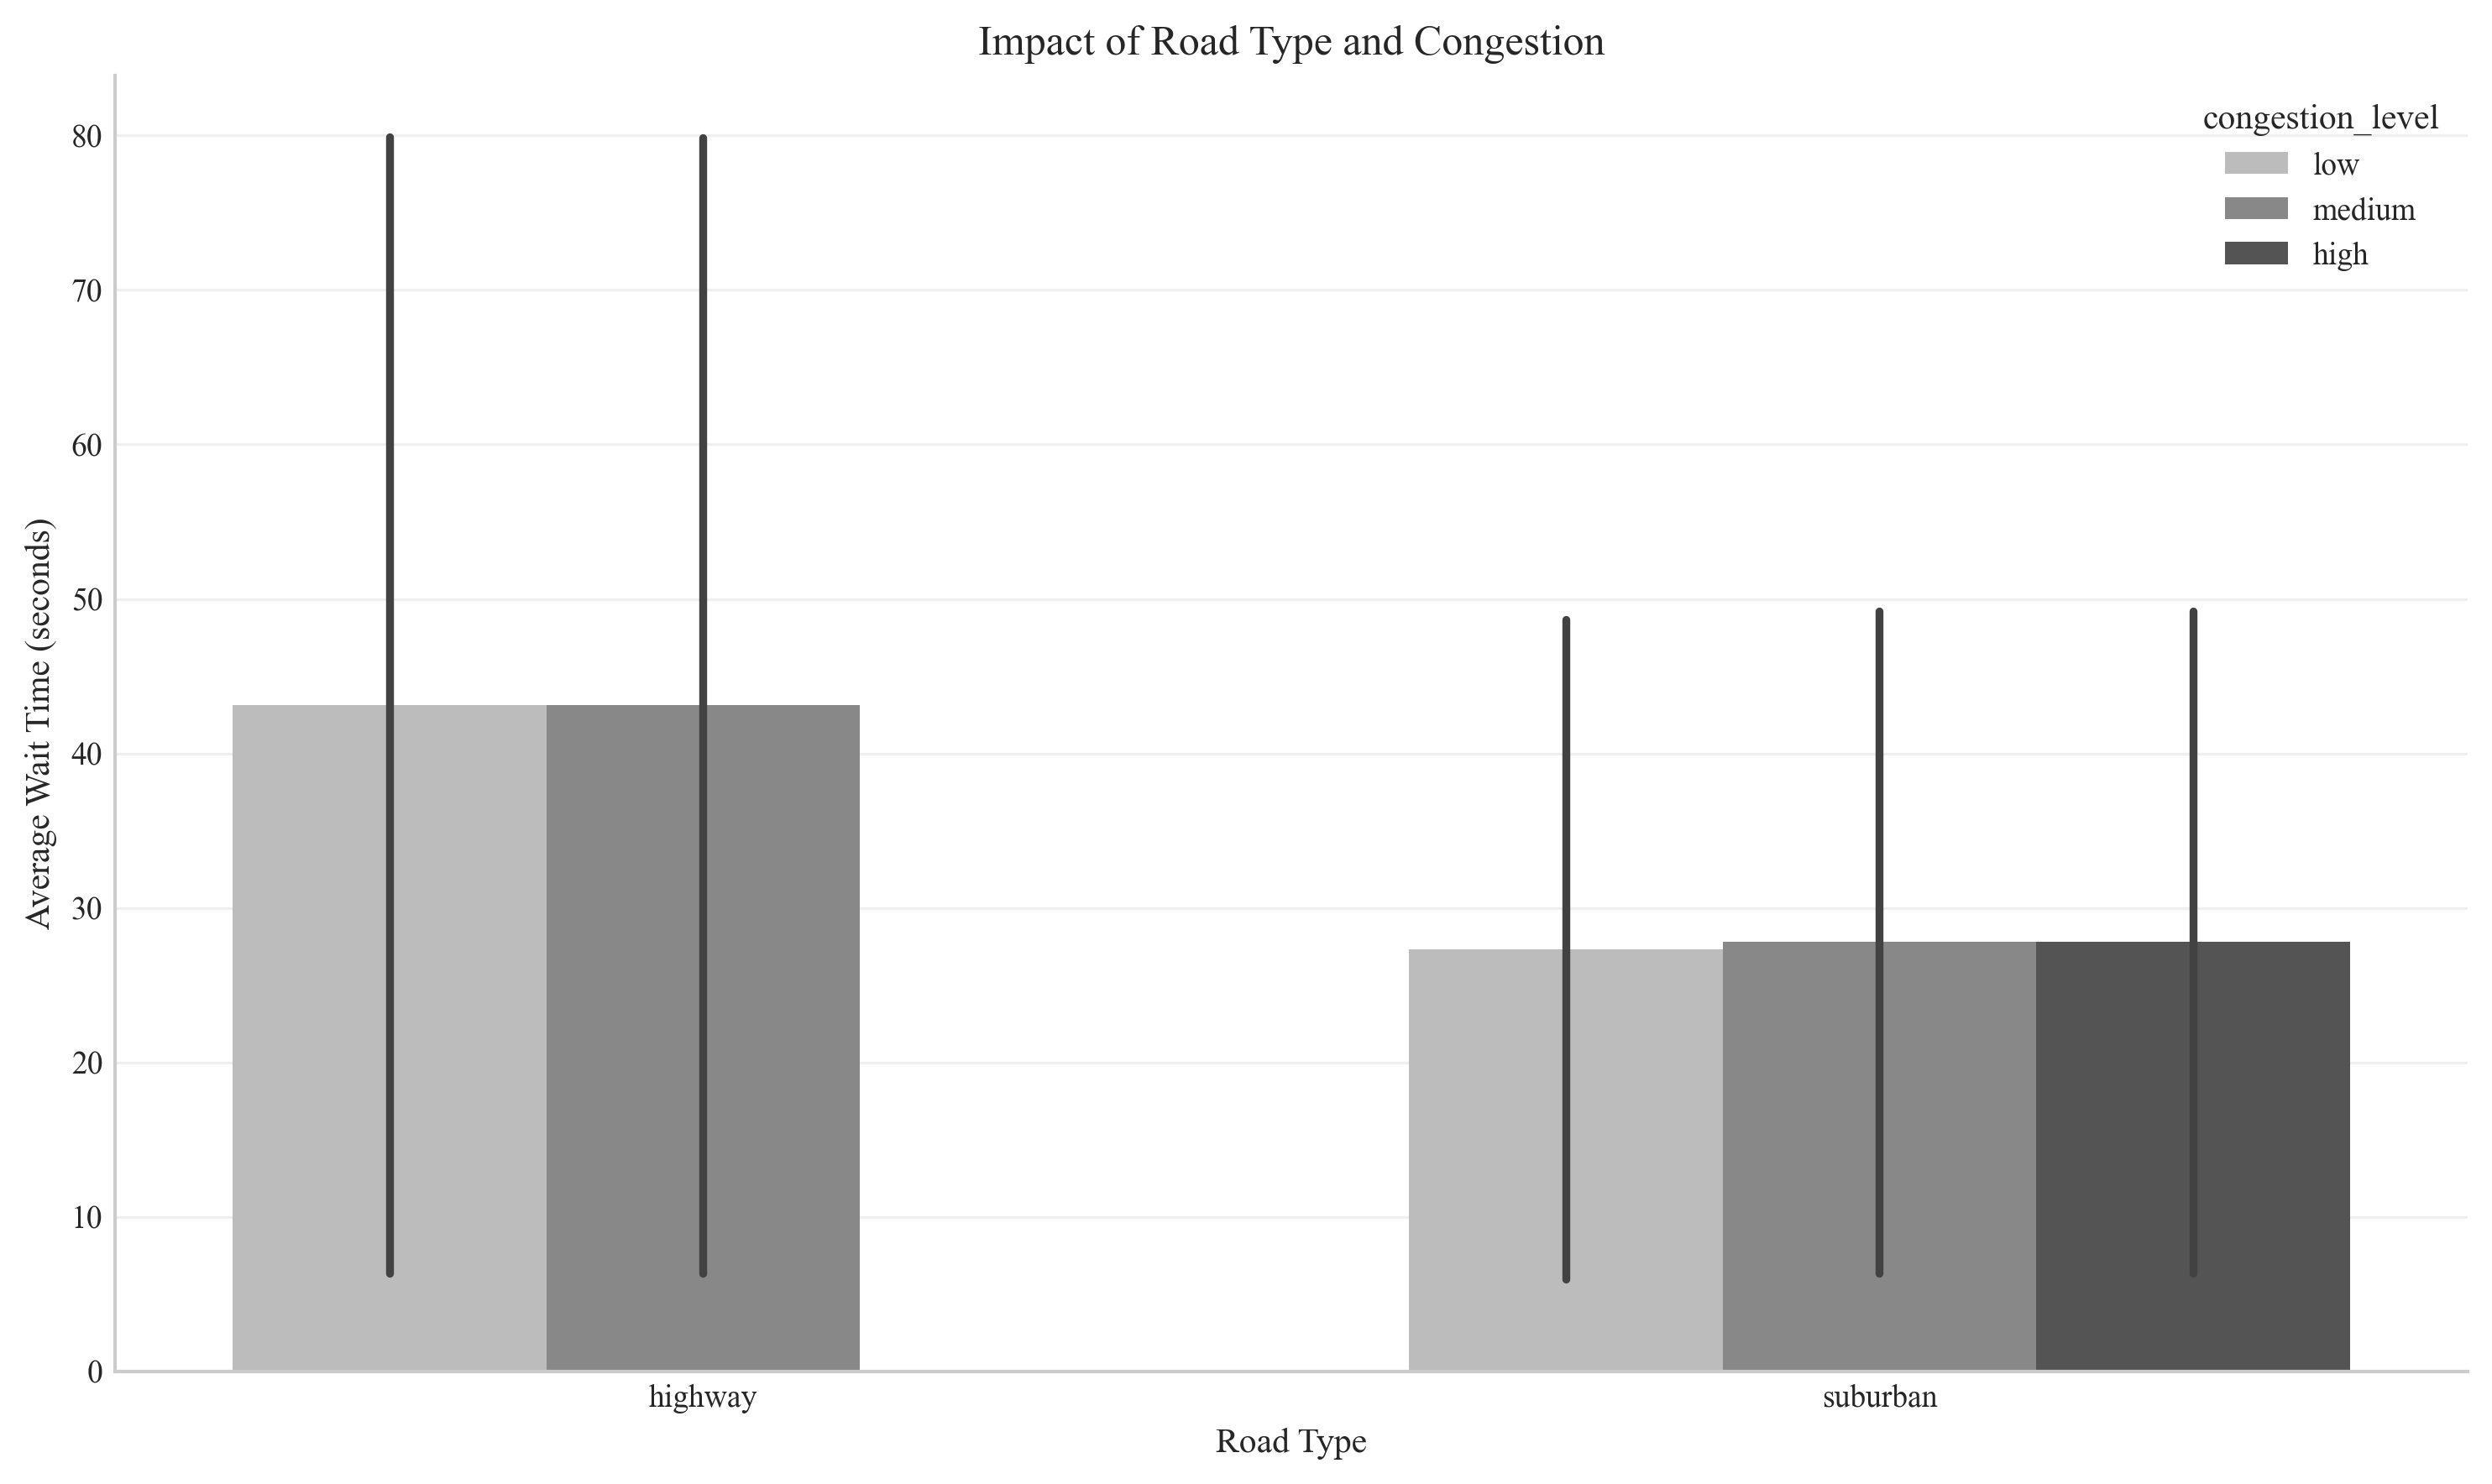 Impact of Road Type and Congestion
congestion_level
low
medium
high
Average Wait Time (seconds)
80
70
60
50
40
30
20
10
0
highway
suburban
Road Type